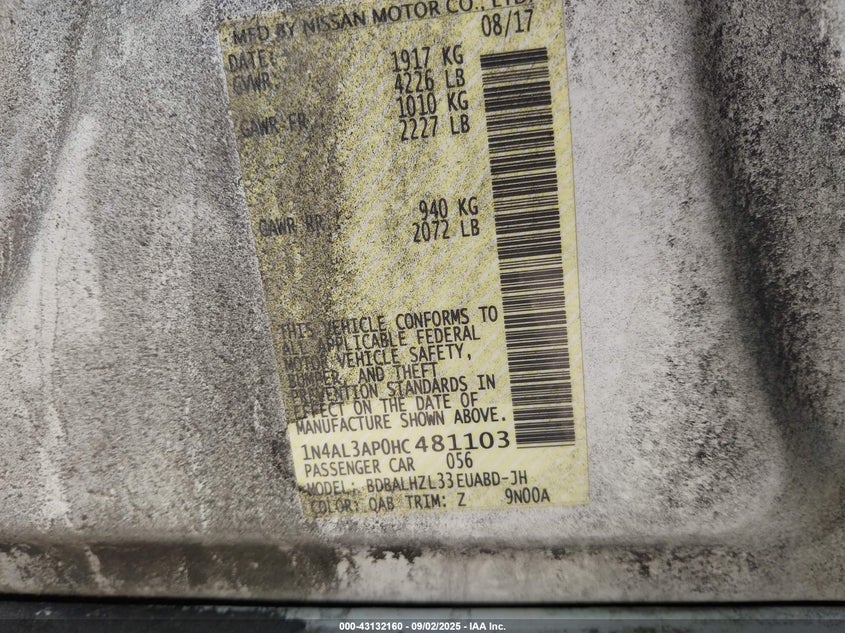 MFD BY NISSAN MOTOR CO., LTD.
DATE: 08/17
GVWR: 1917 KG
4226 LB
GAWR FR 1010 KG
2227 LB
GAWR RR 940 KG
2072 LB
THIS VEHICLE CONFORMS TO
ALL APPLICABLE FEDERAL
MOTOR VEHICLE SAFETY,
BUMPER, AND THEFT
PREVENTION STANDARDS IN
EFFECT ON THE DATE OF
MANUFACTURE SHOWN ABOVE.
1N4AL3AP0HC481103
PASSENGER CAR 056
MODEL: BDBALHZL33EUABD-JH
COLOR: QAB TRIM: Z 9N00A
000-43132160 - 09/02/2025 - IAA Inc.